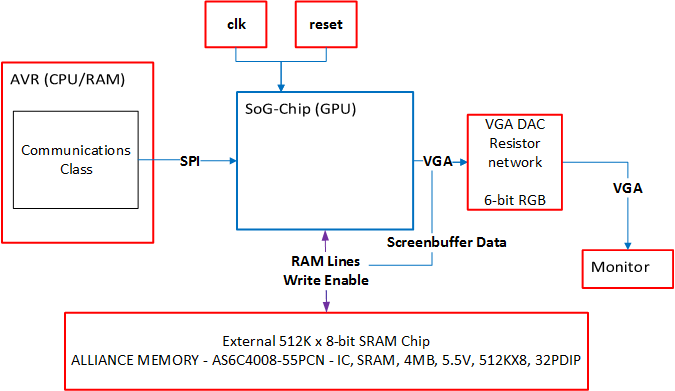 clk
reset
AVR (CPU/RAM)
Communications
Class
SPI
SoG-Chip (GPU)
VGA
VGA DAC
Resistor
network
6-bit RGB
VGA
Monitor
Screenbuffer Data
RAM Lines
Write Enable
External 512K x 8-bit SRAM Chip
ALLIANCE MEMORY - AS6C4008-55PCN - IC, SRAM, 4MB, 5.5V, 512KX8, 32PDIP,